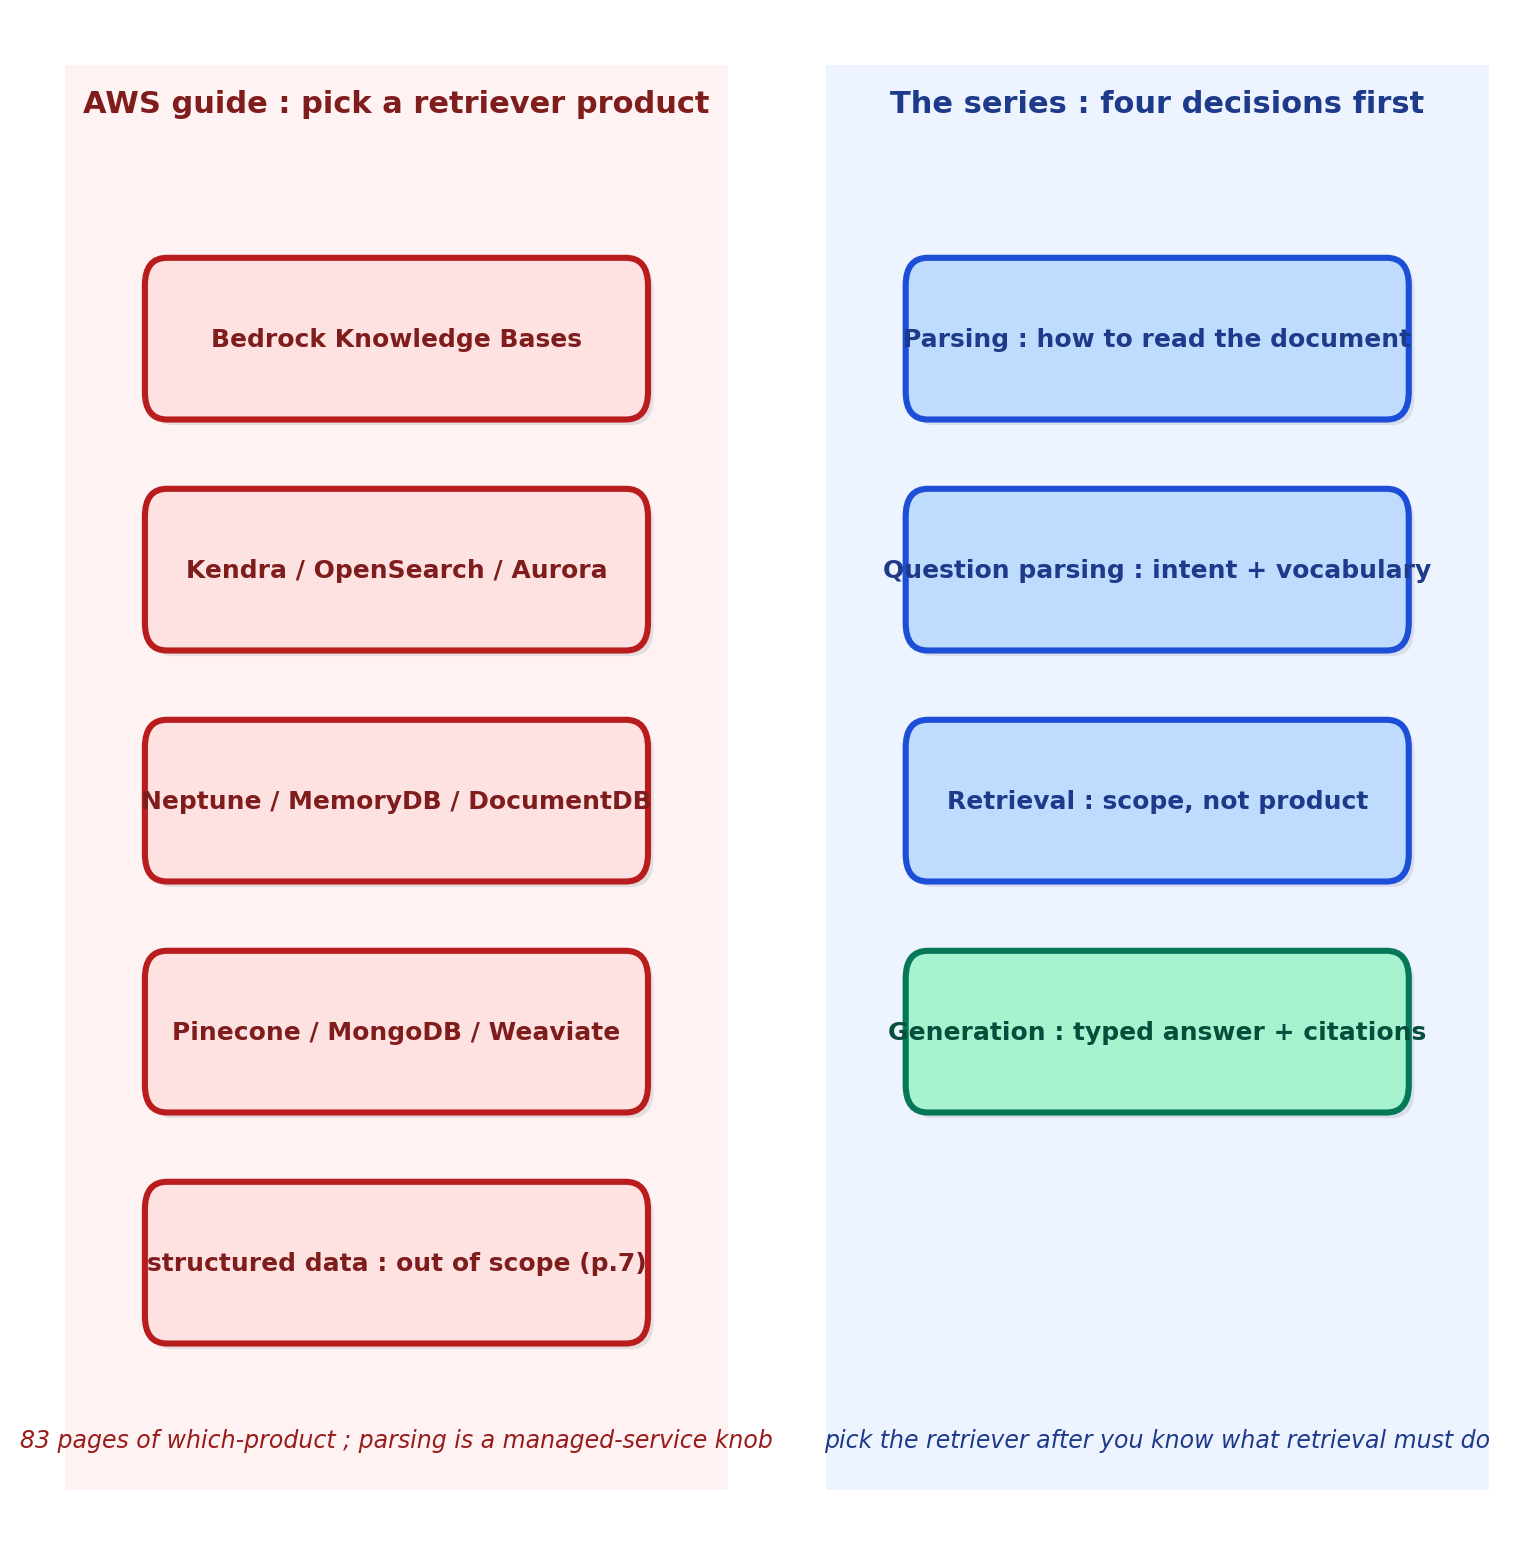 AWS guide : pick a retriever product
Bedrock Knowledge Bases
Kendra / OpenSearch / Aurora
Neptune / MemoryDB / DocumentDB
Pinecone / MongoDB / Weaviate
structured data : out of scope (p.7)
83 pages of which-product ; parsing is a managed-service knob
The series : four decisions first
Parsing : how to read the document
Question parsing : intent + vocabulary
Retrieval : scope, not product
Generation : typed answer + citations
pick the retriever after you know what retrieval must do